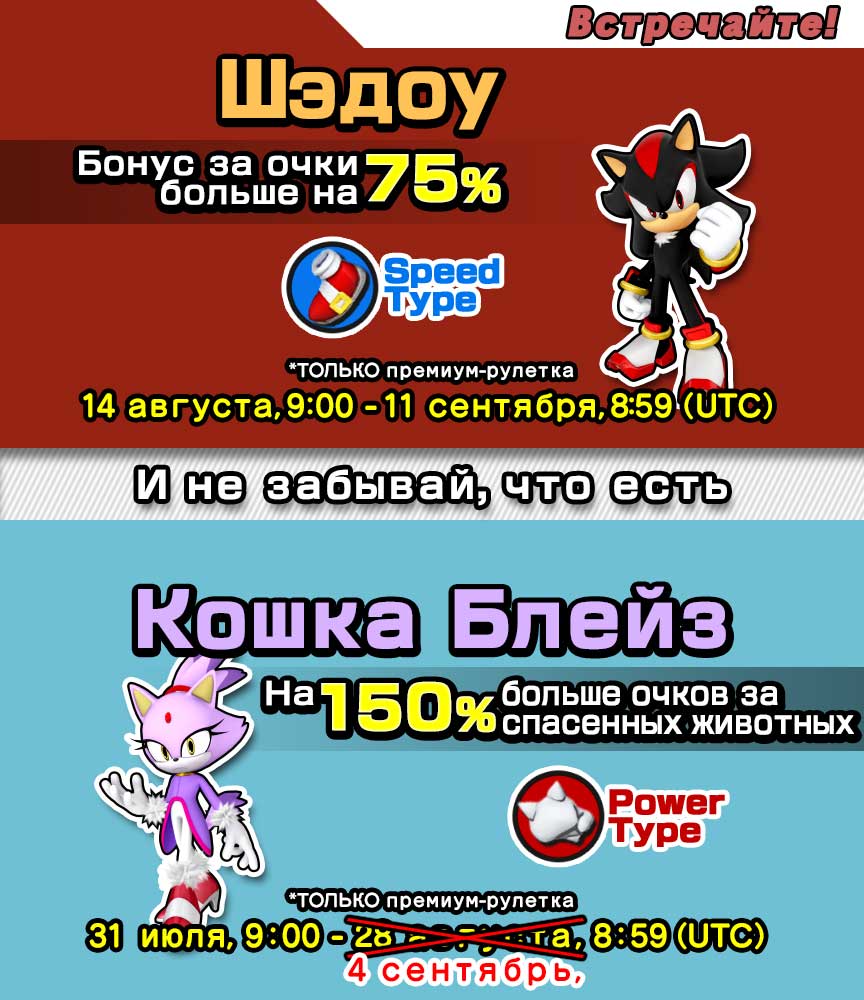 Встречайте!
Шэдоу
Бонус за очки
больше на 75%
Speed
Type
*ТОЛЬКО премиум-рулетка
14 августа, 9:00 - 11 сентября, 8:59 (UTC)
И не забывай, что есть
Кошка Блейз
На 150% больше очков за
спасенных животных
Power
Type
*ТОЛЬКО премиум-рулетка
31 июля, 9:00 - 28 августа, 8:59 (UTC)
4 сентябрь,